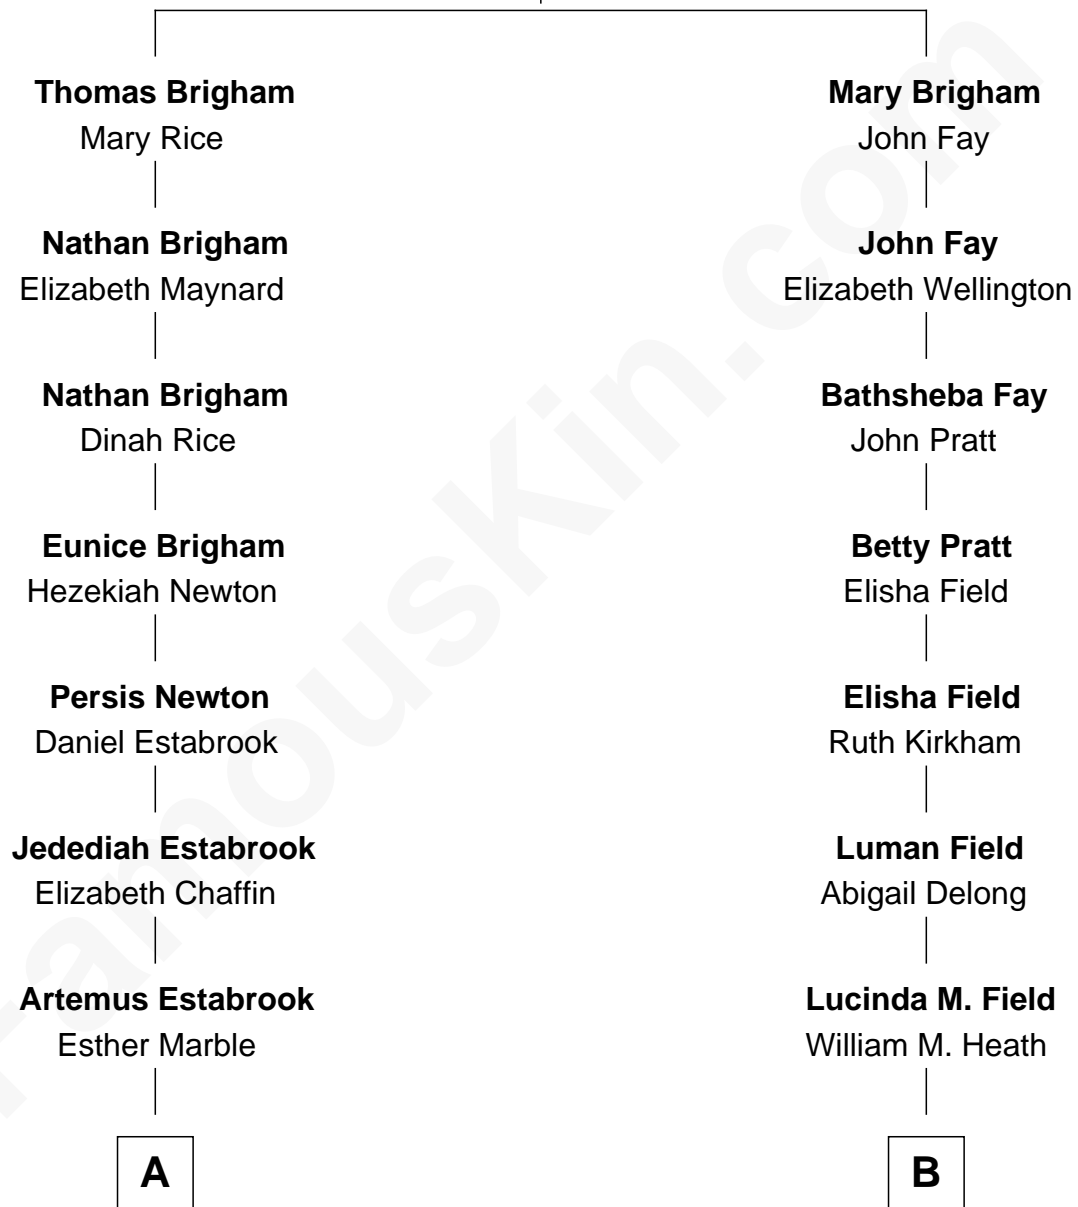 Thomas Brigham
Mary Rice
Nathan Brigham
Elizabeth Maynard
Nathan Brigham
Dinah Rice
Eunice Brigham
Hezekiah Newton
Persis Newton
Daniel Estabrook
Jedediah Estabrook
Elizabeth Chaffin
Artemus Estabrook
Esther Marble
A
Mary Brigham
John Fay
John Fay
Elizabeth Wellington
Bathsheba Fay
John Pratt
Betty Pratt
Elisha Field
Elisha Field
Ruth Kirkham
Luman Field
Abigail Delong
Lucinda M. Field
William M. Heath
B
FamousKin.com